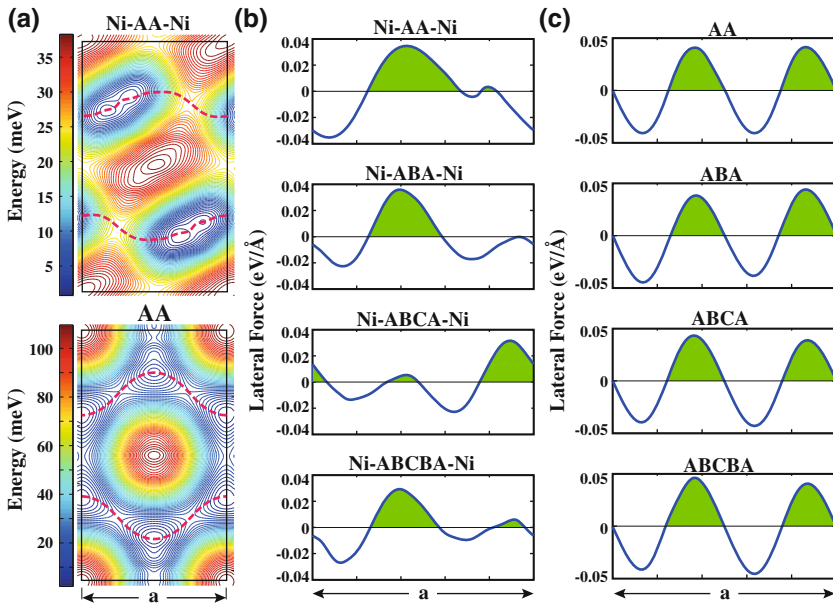 (a)
Ni-AA-Ni
Energy (meV)
35
30
25
20
15
10
5
AA
Energy (meV)
100
80
60
40
20
a
(b)
Lateral Force (eV/Å)
Ni-AA-Ni
0.04
0.02
0
-0.02
-0.04
Ni-ABA-Ni
0.04
0.02
0
-0.02
-0.04
Ni-ABCA-Ni
0.04
0.02
0
-0.02
-0.04
Ni-ABCBA-Ni
0.04
0.02
0
-0.02
-0.04
a
(c)
Lateral Force (eV/Å)
AA
0.05
0
-0.05
ABA
0.05
0
-0.05
ABCA
0.05
0
-0.05
ABCBA
0.05
0
-0.05
a